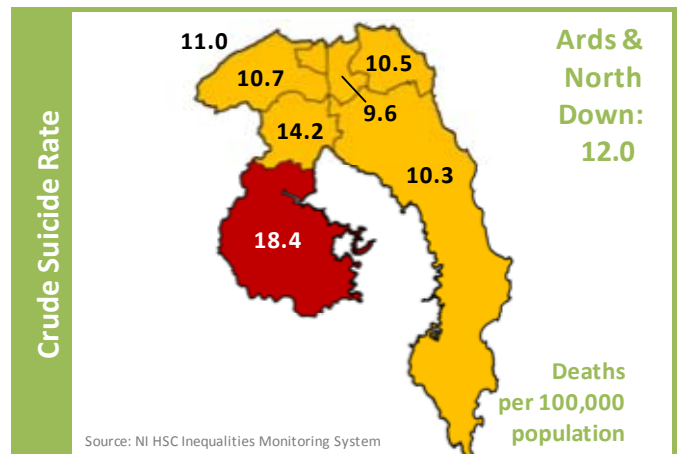 Crude Suicide Rate
11.0
10.7
10.5
9.6
14.2
10.3
18.4
Ards &
North
Down:
12.0
Deaths
per 100,000
population
Source: NI HSC Inequalities Monitoring System